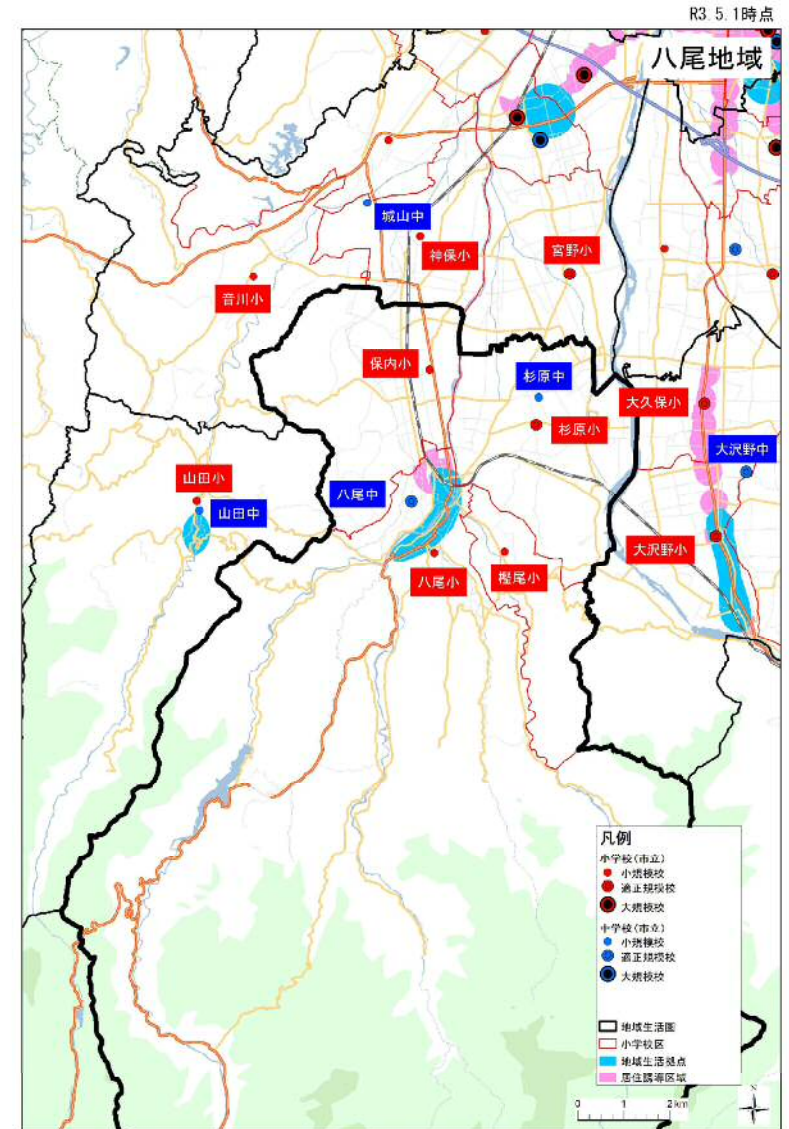 R3.5.1時点
八尾地域
城山中
神保小
宮野小
音川小
保内小
杉原中
大久保小
杉原小
大沢野中
山田小
八尾中
山田中
大沢野小
八尾小
樫尾小
凡例
小学校(市立)
小規模校
適正規模校
大規模校
中学校(市立)
小規模校
適正規模校
大規模校
地域生活圏
小学校区
地域生活拠点
居住誘導区域
N
0 1 2km